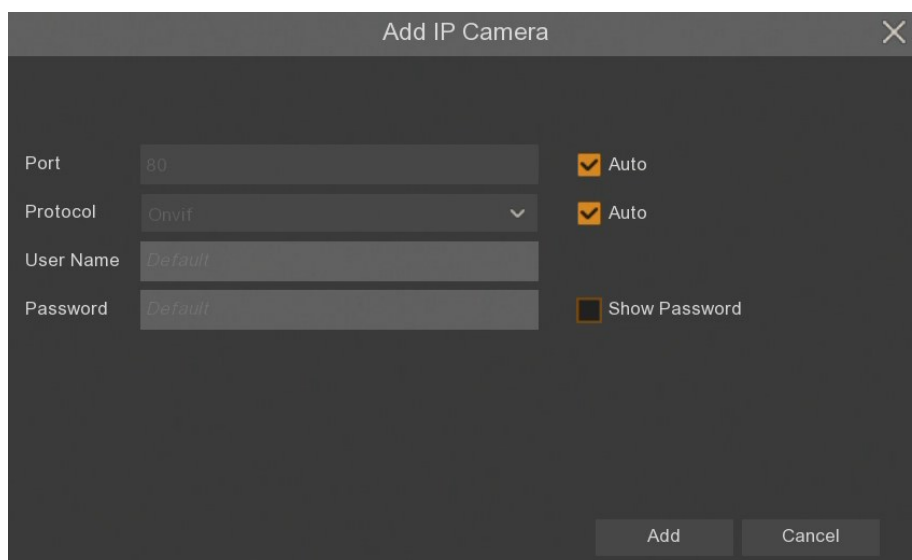 Add IP Camera
Port 80 Auto
Protocol Onvif Auto
User Name Default
Password Default Show Password
Add Cancel